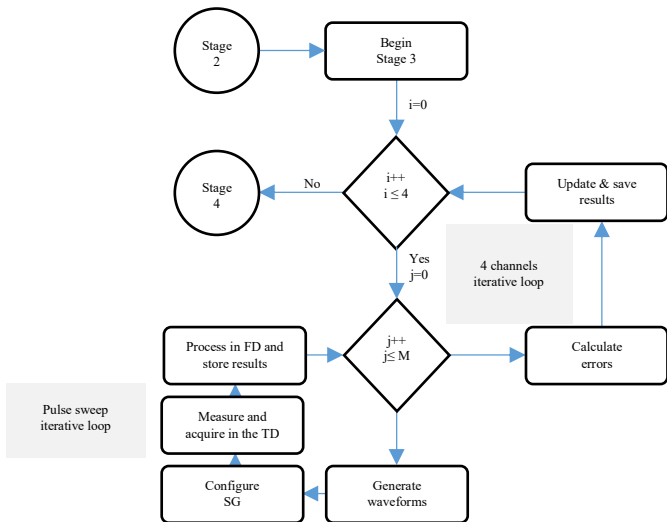 Stage
2
Begin
Stage 3
i=0
Stage
4
No
i++
i ≤ 4
Update & save
results
Yes
j=0
4 channels
iterative loop
Process in FD and
store results
j++
j≤ M
Calculate
errors
Pulse sweep
iterative loop
Measure and
acquire in the TD
Configure
SG
Generate
waveforms